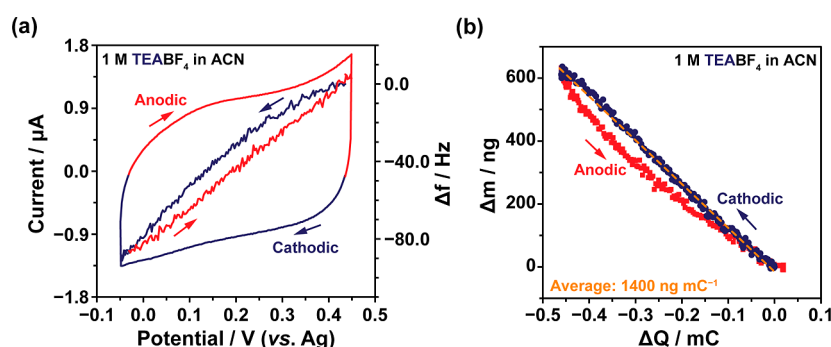 (a)
1 M TEABF₄ in ACN
Anodic
Cathodic
Current / µA
1.8
0.9
0.0
−0.9
−1.8
Δf / Hz
0.0
−40.0
−80.0
−0.1
0.0
0.1
0.2
0.3
0.4
0.5
Potential / V (vs. Ag)
(b)
1 M TEABF₄ in ACN
Anodic
Cathodic
Average: 1400 ng mC⁻¹
Δm / ng
600
400
200
0
−0.5
−0.4
−0.3
−0.2
−0.1
0.0
0.1
ΔQ / mC